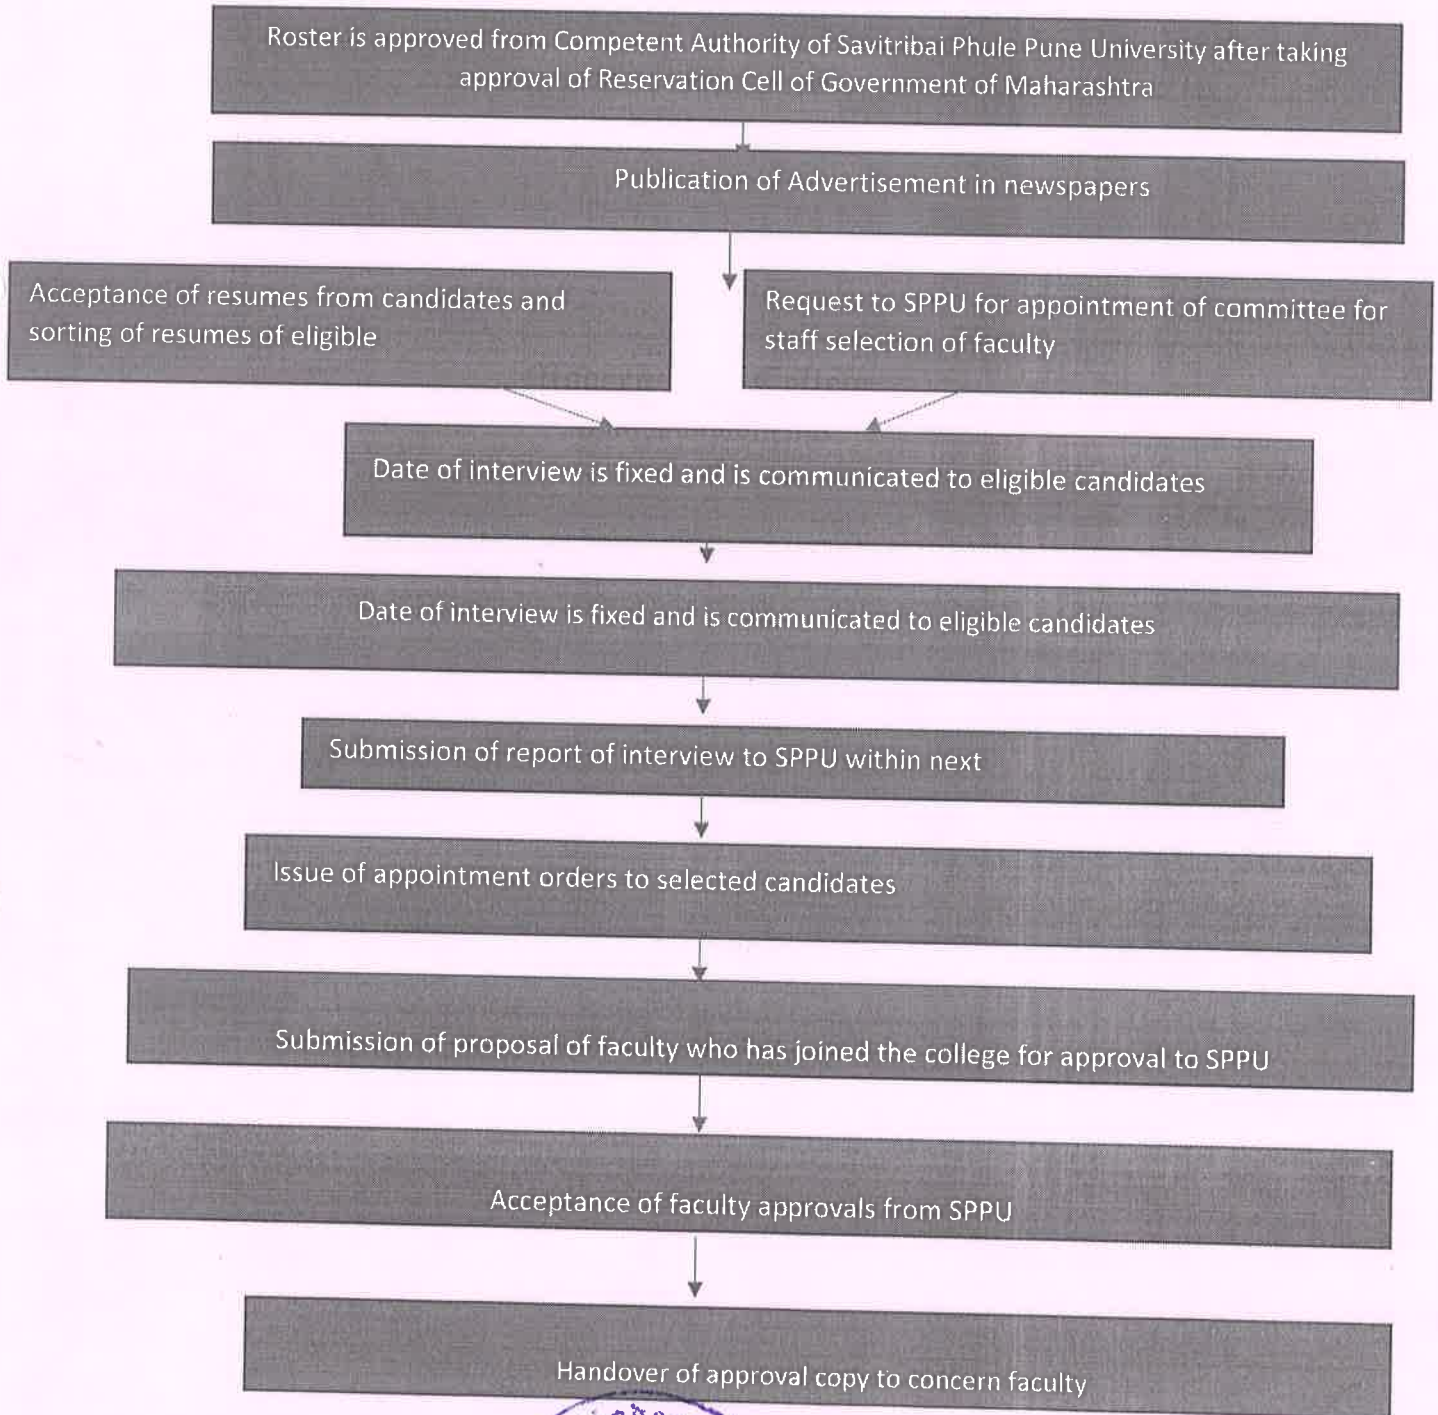 Roster is approved from Competent Authority of Savitribai Phule Pune University after taking
approval of Reservation Cell of Government of Maharashtra
Publication of Advertisement in newspapers
Acceptance of resumes from candidates and
sorting of resumes of eligible
Request to SPPU for appointment of committee for
staff selection of faculty
Date of interview is fixed and is communicated to eligible candidates
Date of interview is fixed and is communicated to eligible candidates
Submission of report of interview to SPPU within next
Issue of appointment orders to selected candidates
Submission of proposal of faculty who has joined the college for approval to SPPU
Acceptance of faculty approvals from SPPU
Handover of approval copy to concern faculty